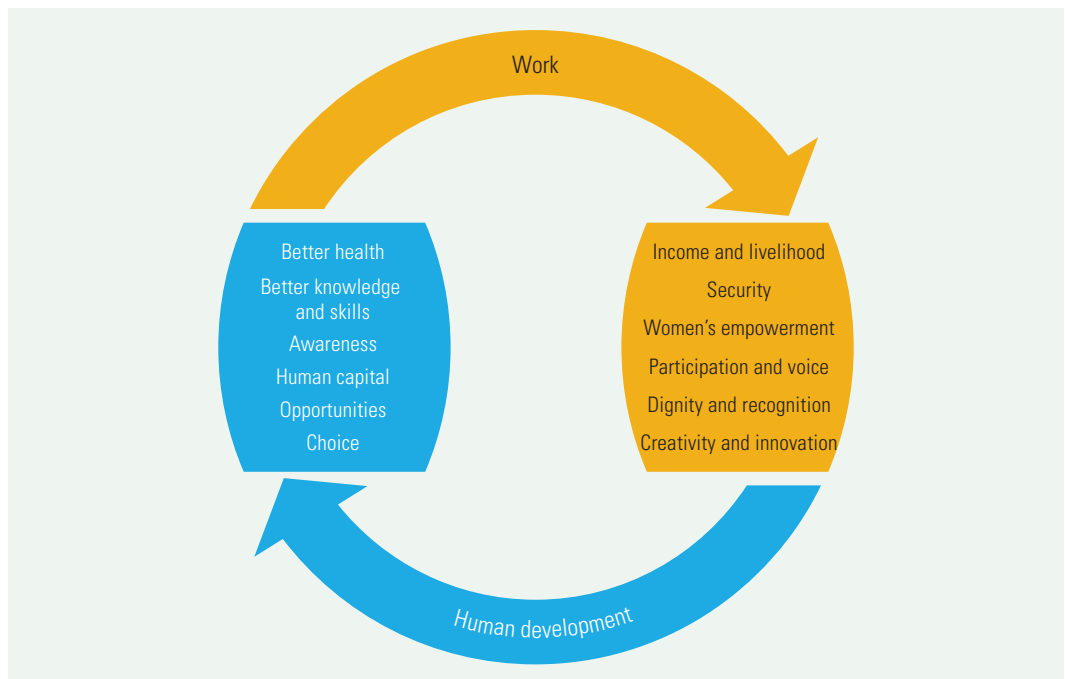 Work
Better health
Better knowledge
and skills
Awareness
Human capital
Opportunities
Choice
Income and livelihood
Security
Women’s empowerment
Participation and voice
Dignity and recognition
Creativity and innovation
Human development